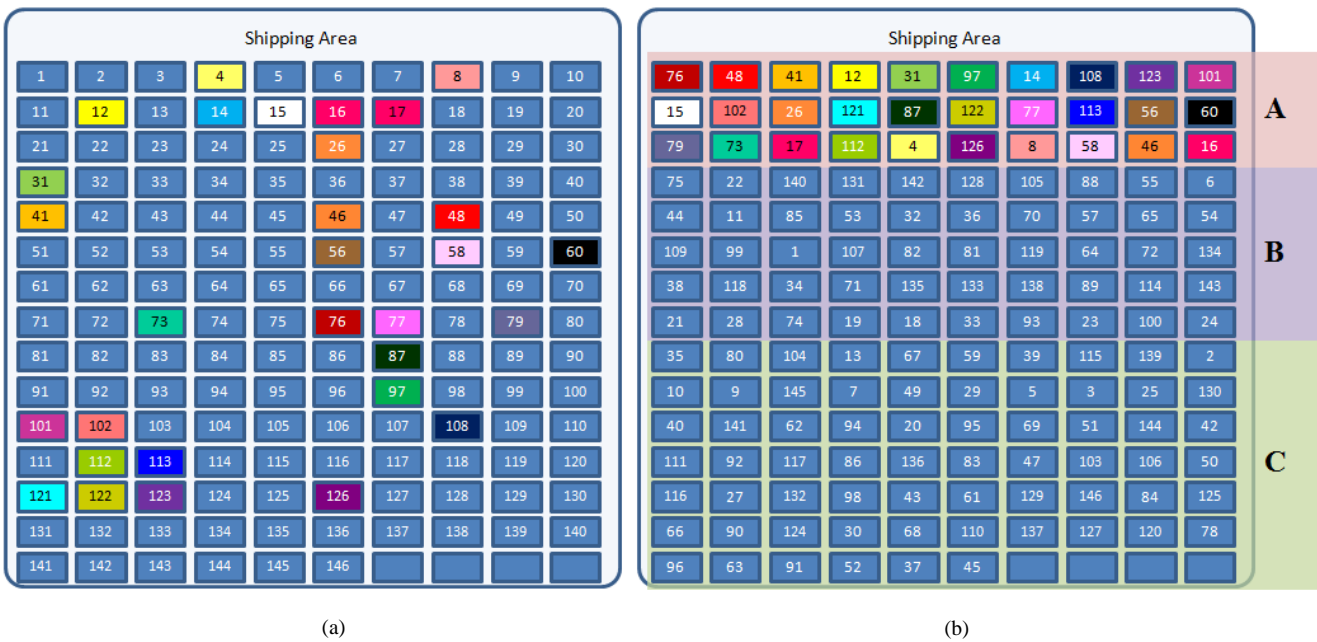 Shipping Area
1 2 3 4 5 6 7 8 9 10
11 12 13 14 15 16 17 18 19 20
21 22 23 24 25 26 27 28 29 30
31 32 33 34 35 36 37 38 39 40
41 42 43 44 45 46 47 48 49 50
51 52 53 54 55 56 57 58 59 60
61 62 63 64 65 66 67 68 69 70
71 72 73 74 75 76 77 78 79 80
81 82 83 84 85 86 87 88 89 90
91 92 93 94 95 96 97 98 99 100
101 102 103 104 105 106 107 108 109 110
111 112 113 114 115 116 117 118 119 120
121 122 123 124 125 126 127 128 129 130
131 132 133 134 135 136 137 138 139 140
141 142 143 144 145 146
(a)
Shipping Area
76 48 41 12 31 97 14 108 123 101
15 102 26 121 87 122 77 113 56 60
A
79 73 17 112 4 126 8 58 46 16
75 22 140 131 142 128 105 88 55 6
44 11 85 53 32 36 70 57 65 54
109 99 1 107 82 81 119 64 72 134
B
38 118 34 71 135 133 138 89 114 143
21 28 74 19 18 33 93 23 100 24
35 80 104 13 67 59 39 115 139 2
10 9 145 7 49 29 5 3 25 130
40 141 62 94 20 95 69 51 144 42
111 92 117 86 136 83 47 103 106 50
C
116 27 132 98 43 61 129 146 84 125
66 90 124 30 68 110 137 127 120 78
96 63 91 52 37 45
(b)